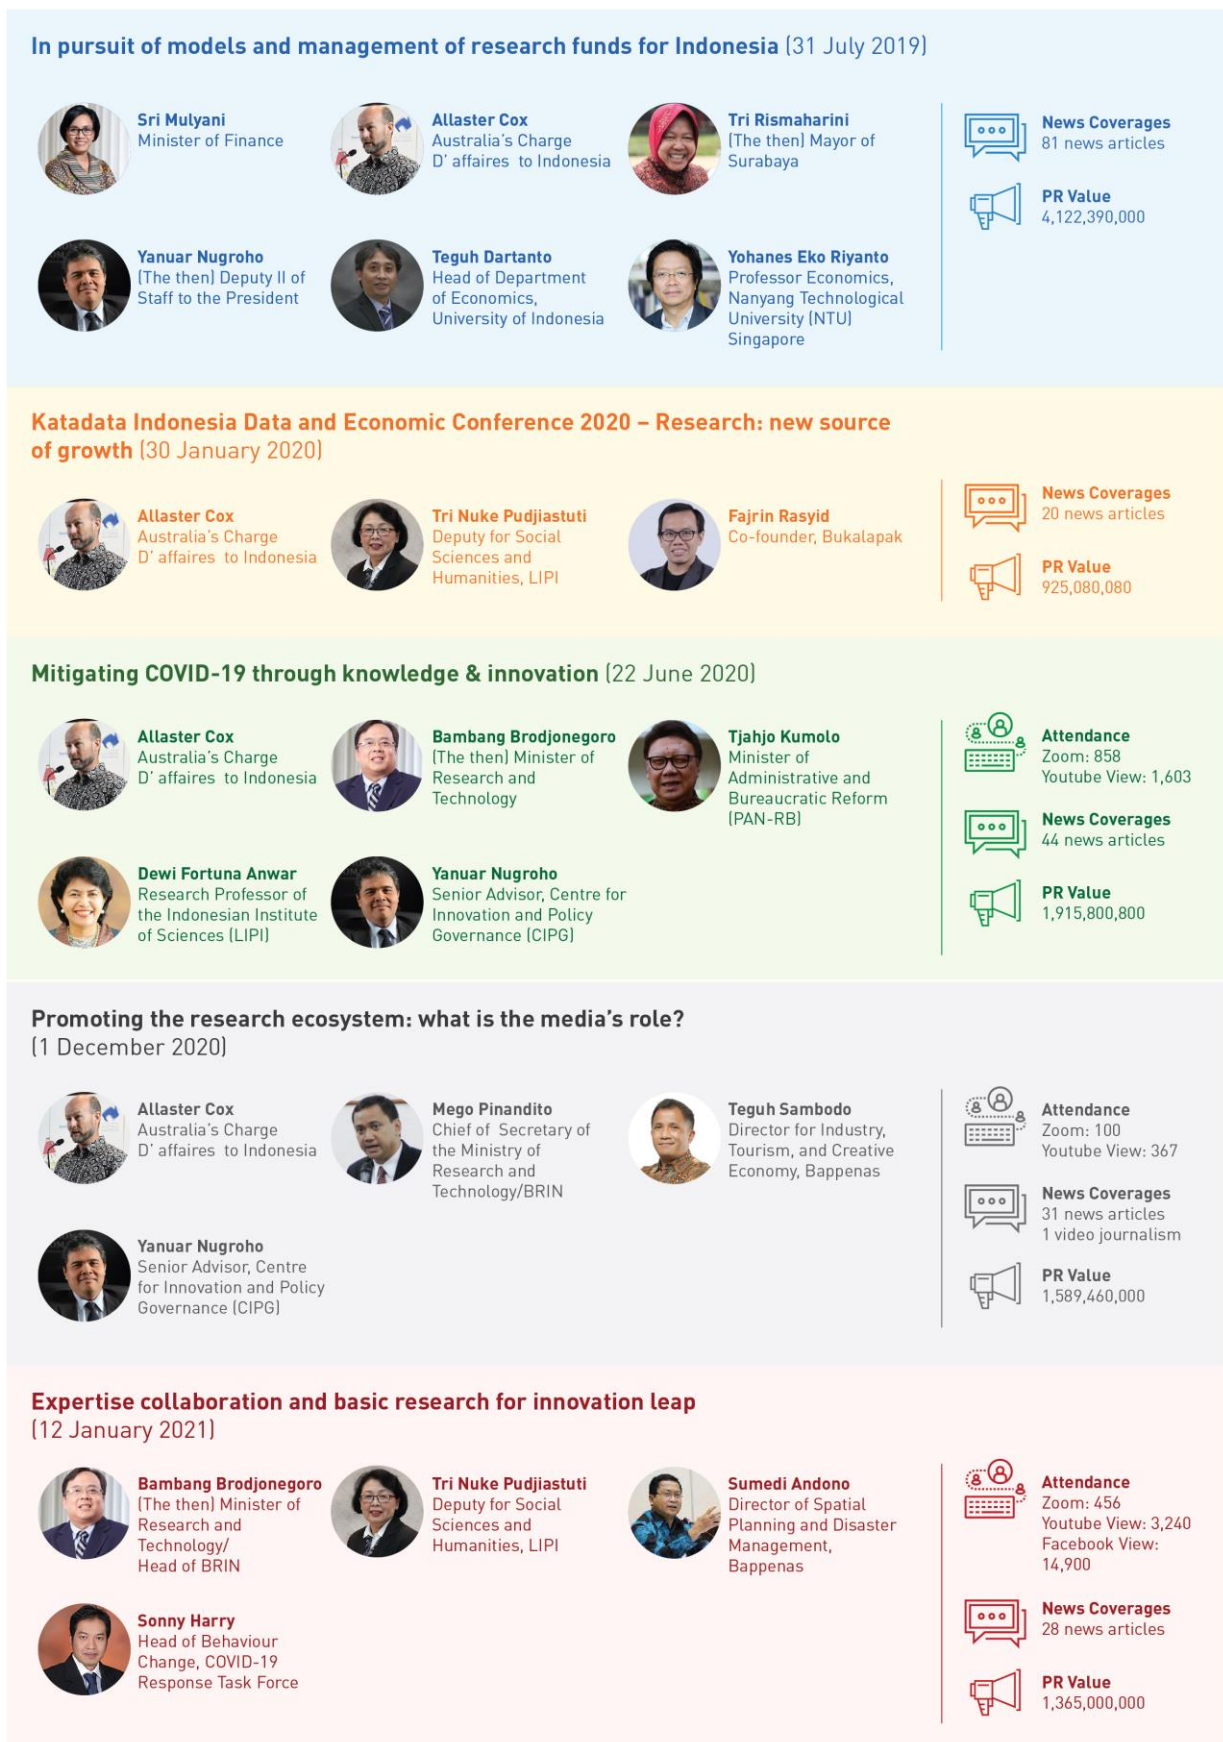 In pursuit of models and management of research funds for Indonesia (31 July 2019)
Sri Mulyani
Minister of Finance
Allaster Cox
Australia's Charge
D' affaires to Indonesia
Tri Rismaharini
(The then) Mayor of
Surabaya
News Coverages
81 news articles
PR Value
4,122,390,000
Yanuar Nugroho
(The then) Deputy II of
Staff to the President
Teguh Dartanto
Head of Department
of Economics,
University of Indonesia
Yohanes Eko Riyanto
Professor Economics,
Nanyang Technological
University (NTU)
Singapore
Katadata Indonesia Data and Economic Conference 2020 – Research: new source
of growth (30 January 2020)
Allaster Cox
Australia's Charge
D' affaires to Indonesia
Tri Nuke Pudjiastuti
Deputy for Social
Sciences and
Humanities, LIPI
Fajrin Rasyid
Co-founder, Bukalapak
News Coverages
20 news articles
PR Value
925,080,080
Mitigating COVID-19 through knowledge & innovation (22 June 2020)
Allaster Cox
Australia's Charge
D' affaires to Indonesia
Bambang Brodjonegoro
(The then) Minister of
Research and
Technology
Tjahjo Kumolo
Minister of
Administrative and
Bureaucratic Reform
(PAN-RB)
Attendance
Zoom: 858
Youtube View: 1,603
News Coverages
44 news articles
PR Value
1,915,800,800
Dewi Fortuna Anwar
Research Professor of
the Indonesian Institute
of Sciences (LIPI)
Yanuar Nugroho
Senior Advisor, Centre for
Innovation and Policy
Governance (CIPG)
Promoting the research ecosystem: what is the media's role?
(1 December 2020)
Allaster Cox
Australia's Charge
D' affaires to Indonesia
Mego Pinandito
Chief of Secretary of
the Ministry of
Research and
Technology/BRIN
Teguh Sambodo
Director for Industry,
Tourism, and Creative
Economy, Bappenas
Attendance
Zoom: 100
Youtube View: 367
News Coverages
31 news articles
1 video journalism
PR Value
1,589,460,000
Yanuar Nugroho
Senior Advisor, Centre
for Innovation and Policy
Governance (CIPG)
Expertise collaboration and basic research for innovation leap
(12 January 2021)
Bambang Brodjonegoro
(The then) Minister of
Research and
Technology/
Head of BRIN
Tri Nuke Pudjiastuti
Deputy for Social
Sciences and
Humanities, LIPI
Sumedi Andono
Director of Spatial
Planning and Disaster
Management,
Bappenas
Attendance
Zoom: 456
Youtube View: 3,240
Facebook View:
14,900
News Coverages
28 news articles
PR Value
1,365,000,000
Sonny Harry
Head of Behaviour
Change, COVID-19
Response Task Force